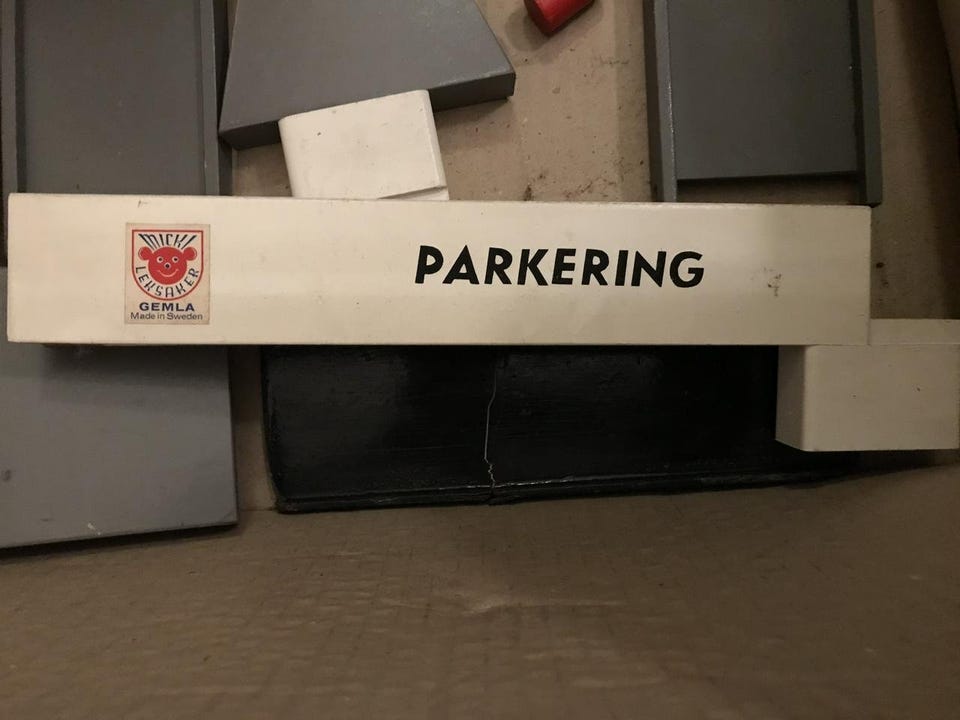 MICKI
LEKSAKER
GEMLA
Made in Sweden
PARKERING